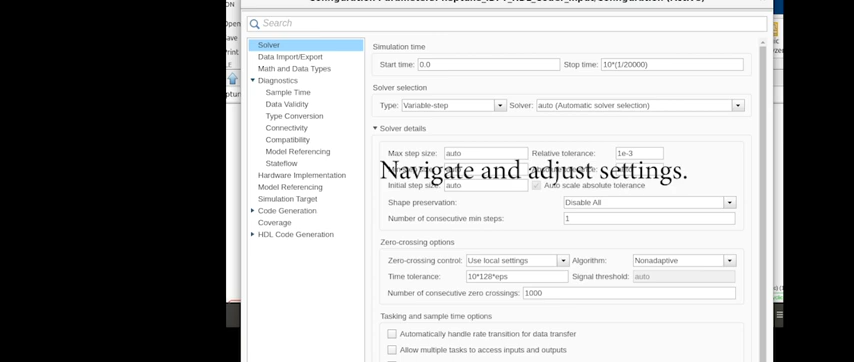 Search
Solver
Data Import/Export
Math and Data Types
Diagnostics
Sample Time
Data Validity
Type Conversion
Connectivity
Compatibility
Model Referencing
Stateflow
Hardware Implementation
Model Referencing
Simulation Target
Code Generation
Coverage
HDL Code Generation
Simulation time
Start time: 0.0 Stop time: 10*(1/20000)
Solver selection
Type: Variable-step Solver: auto (Automatic solver selection)
Solver details
Max step size: auto Relative tolerance: 1e-3
Navigate and adjust settings.
Initial step size: auto Auto scale absolute tolerance
Shape preservation: Disable All
Number of consecutive min steps: 1
Zero-crossing options
Zero-crossing control: Use local settings Algorithm: Nonadaptive
Time tolerance: 10*128*eps Signal threshold: auto
Number of consecutive zero crossings: 1000
Tasking and sample time options
Automatically handle rate transition for data transfer
Allow multiple tasks to access inputs and outputs